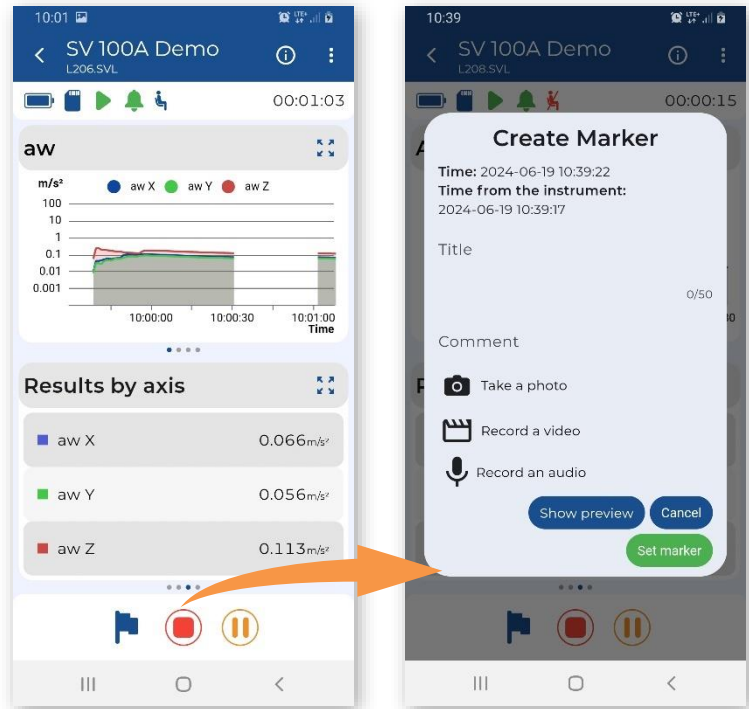 10:01
LTE+
SV 100A Demo
L206.SVL
00:01:03
aw
m/s²
aw X
aw Y
aw Z
100
10
1
0.1
0.01
0.001
10:00:00
10:00:30
10:01:00
Time
Results by axis
aw X
0.066m/s²
aw Y
0.056m/s²
aw Z
0.113m/s²
10:39
LTE+
SV 100A Demo
L208.SVL
00:00:15
Create Marker
Time: 2024-06-19 10:39:22
Time from the instrument:
2024-06-19 10:39:17
Title
0/50
Comment
Take a photo
Record a video
Record an audio
Show preview
Cancel
Set marker